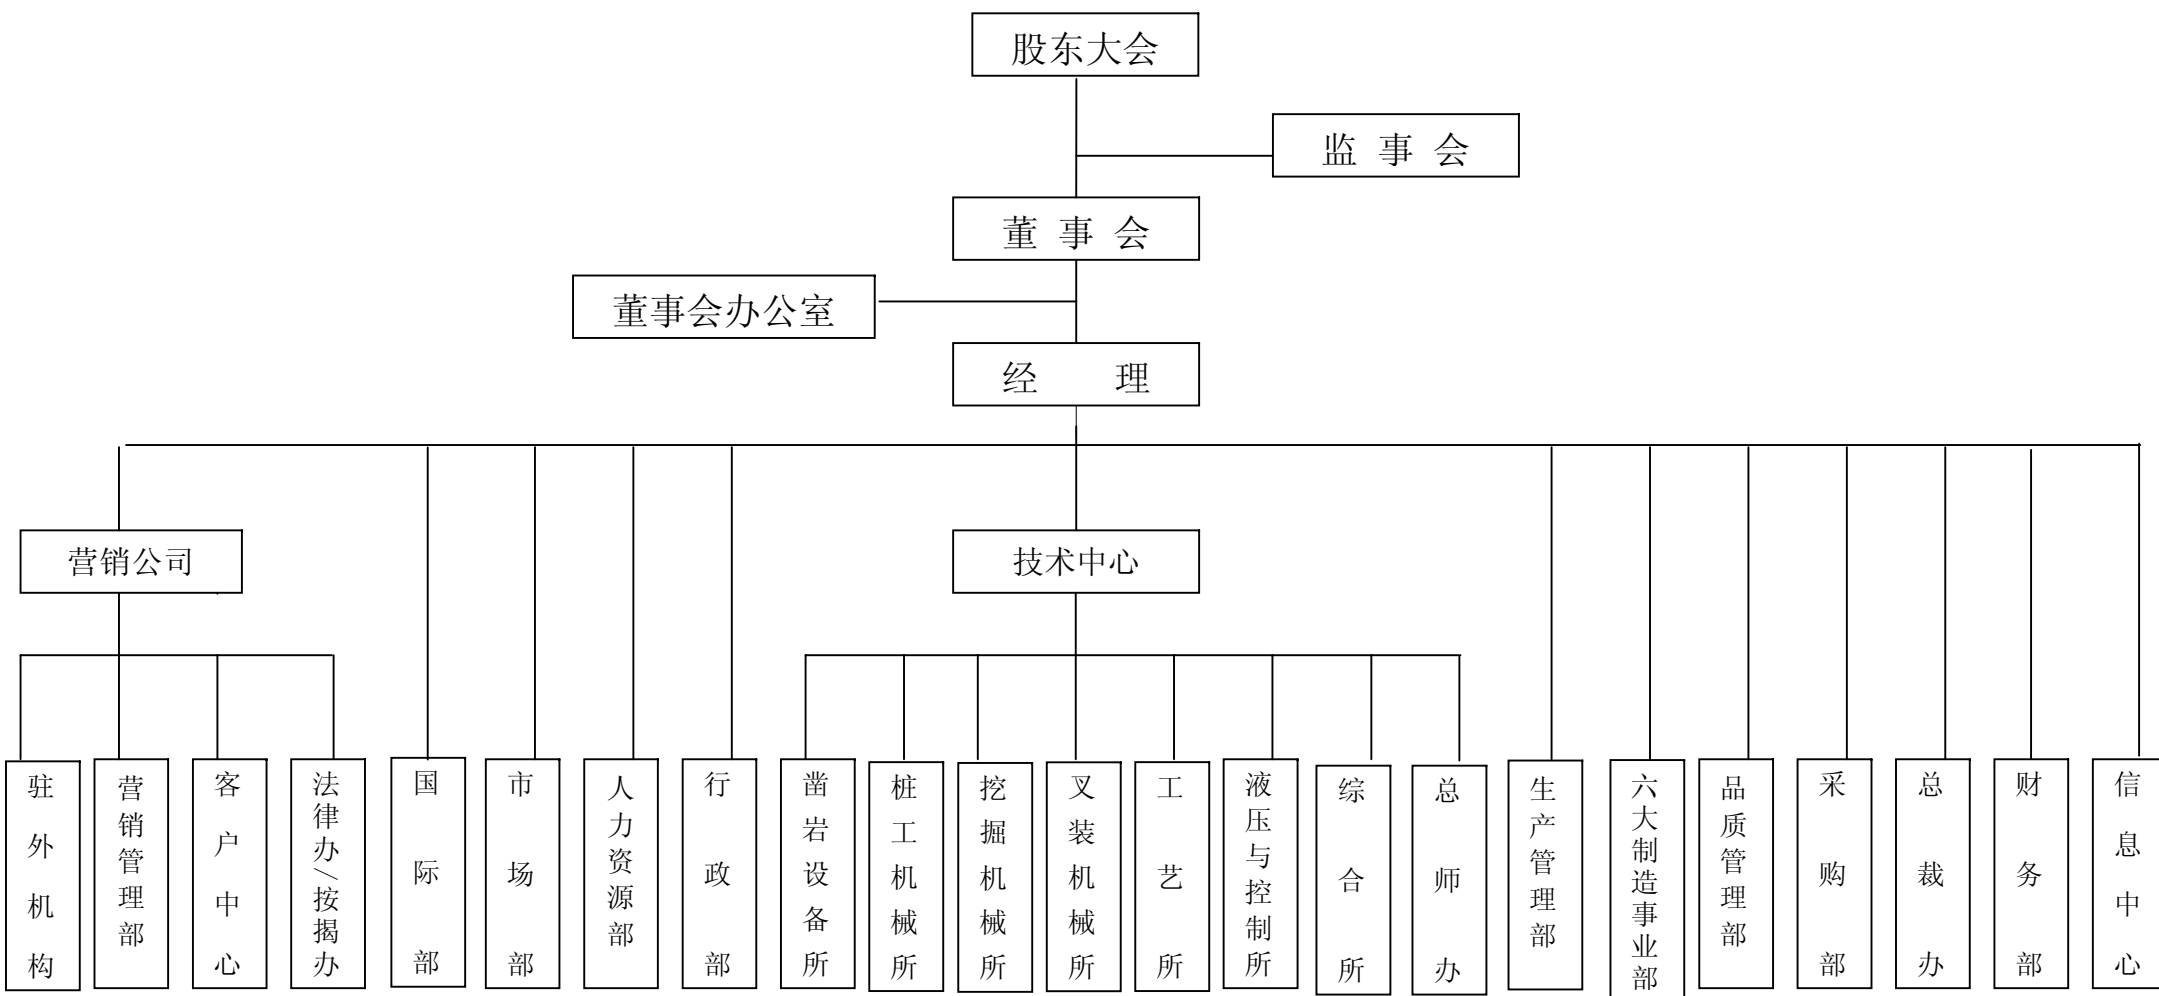 股东大会
监 事 会
董 事 会
董事会办公室
经 理
营销公司
技术中心
驻外机构
营销管理部
客户中心
法律办/按揭办
国际部
市场部
人力资源部
行政部
凿岩设备所
桩工机械所
挖掘机械所
叉装机械所
工艺所
液压与控制所
综合所
总师办
生产管理部
六大制造事业部
品质管理部
采购部
总裁办
财务部
信息中心